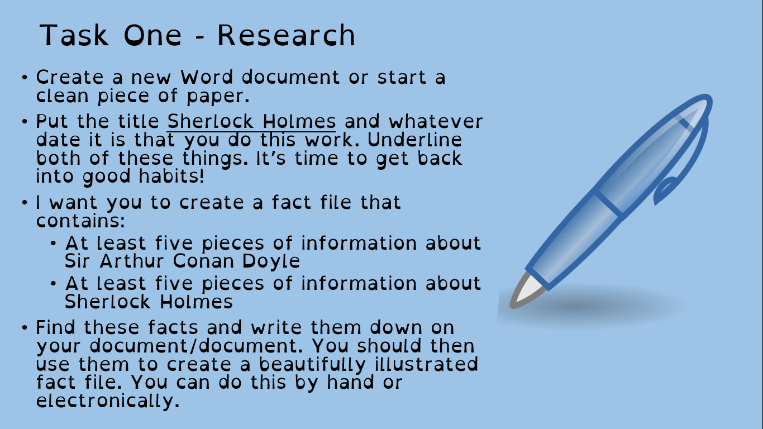 Task One - Research
• Create a new Word document or start a
clean piece of paper.
• Put the title Sherlock Holmes and whatever
date it is that you do this work. Underline
both of these things. It's time to get back
into good habits!
• I want you to create a fact file that
contains:
• At least five pieces of information about
Sir Arthur Conan Doyle
• At least five pieces of information about
Sherlock Holmes
• Find these facts and write them down on
your document/document. You should then
use them to create a beautifully illustrated
fact file. You can do this by hand or
electronically.